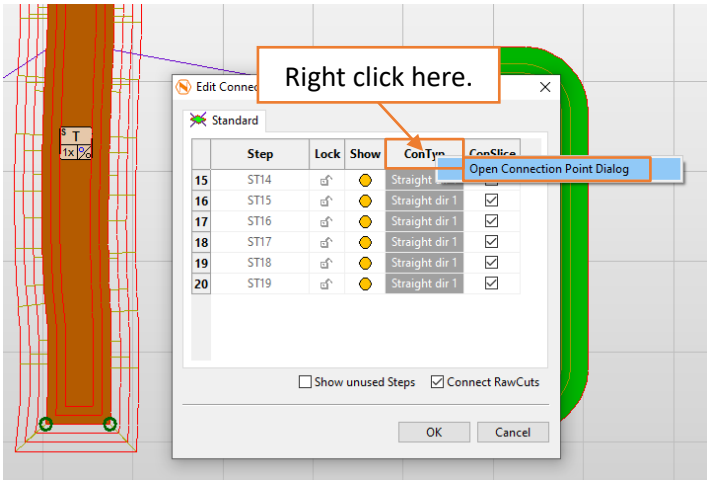 Right click here.
Edit Connec
Standard
Step Lock Show ConTyp ConSlice
Open Connection Point Dialog
15 ST14 Straight dir 1
16 ST15 Straight dir 1
17 ST16 Straight dir 1
18 ST17 Straight dir 1
19 ST18 Straight dir 1
20 ST19 Straight dir 1
S T
1x %
Show unused Steps Connect RawCuts
OK Cancel